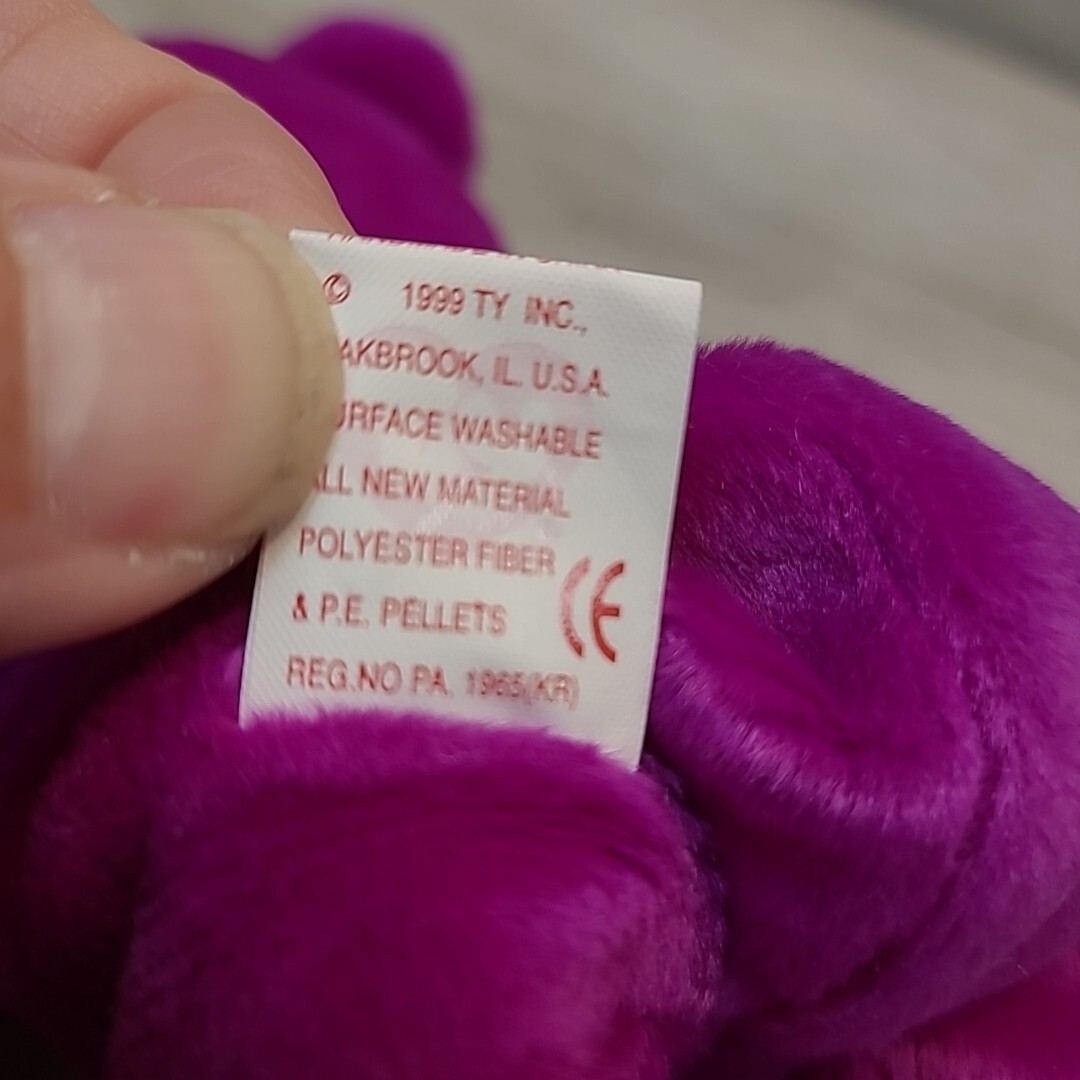 © 1999 TY INC.,
AKBROOK, IL. U.S.A.
URFACE WASHABLE
ALL NEW MATERIAL
POLYESTER FIBER
& P.E. PELLETS
REG.NO PA. 1965(KR)
CE